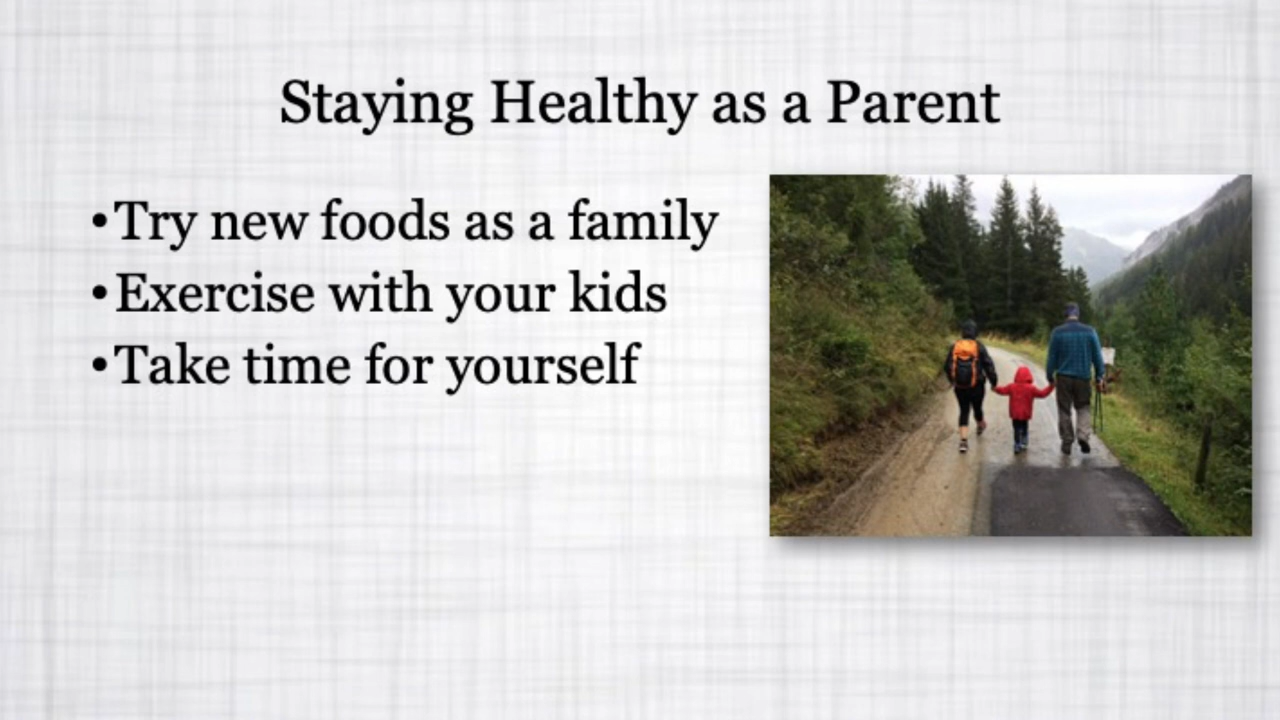 Staying Healthy as a Parent
•Try new foods as a family
•Exercise with your kids
•Take time for yourself